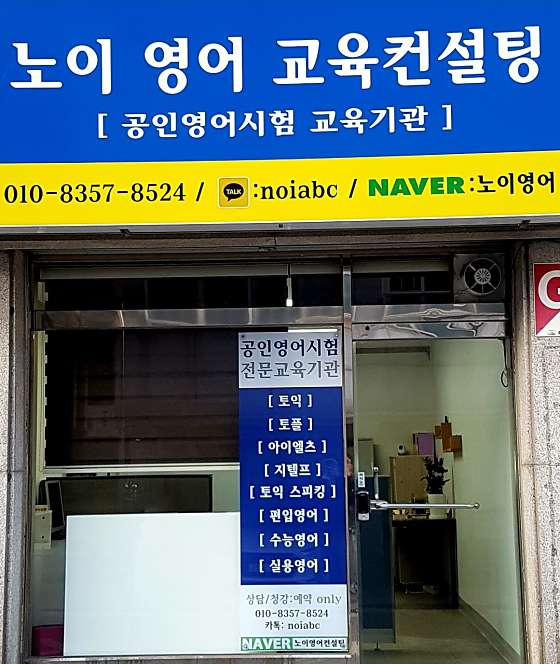 노이 영어 교육컨설팅
[ 공인영어시험 교육기관 ]
010-8357-8524 / TALK :noiabc / NAVER:노이영어
G
공인영어시험
전문교육기관
[ 토익 ]
[ 토플 ]
[ 아이엘츠 ]
[ 지텔프 ]
[ 토익 스피킹 ]
[ 편입영어 ]
[ 수능영어 ]
[ 실용영어 ]
상담/청강:예약 only
010-8357-8524
카톡: noiabc
NAVER 노이영어컨설팅